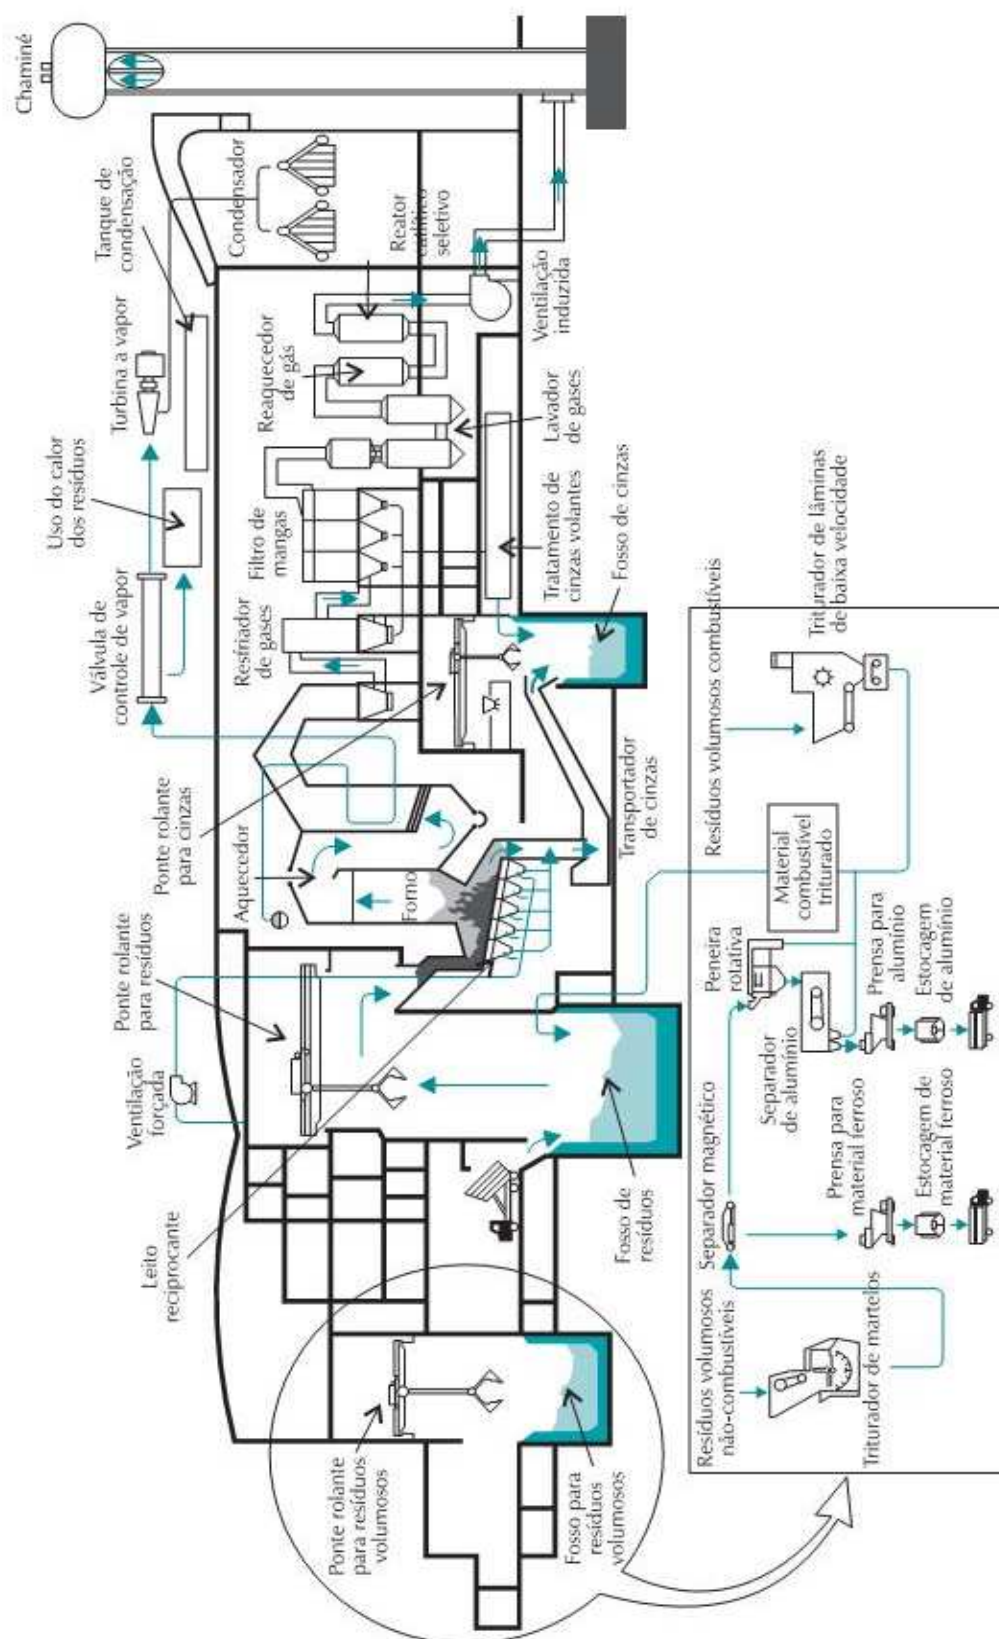 Ponte rolante
para resíduos
volumosos
Fosso para
resíduos
volumosos
Leito
reciprocante
Ventilação
forçada
Ponte rolante
para resíduos
Fosso de
resíduos
Aquecedor
Forno
Ponte rolante
para cinzas
Transportador
de cinzas
Válvula de
controle de vapor
Uso do calor
dos resíduos
Turbina a vapor
Tanque de
condensação
Resfriador
de gases
Filtro de
mangas
Reaquecedor
de gás
Condensador
Reator
catalítico
seletivo
Tratamento de
cinzas volantes
Lavador
de gases
Ventilação
induzida
Fosso de cinzas
Chaminé
Resíduos volumosos
não-combustíveis
Triturador de martelos
Separador magnético
Prensa para
material ferroso
Estocagem de
material ferroso
Peneira
rotativa
Separador
de alumínio
Prensa para
alumínio
Estocagem
de alumínio
Material
combustível
triturado
Resíduos volumosos combustíveis
Triturador de lâminas
de baixa velocidade